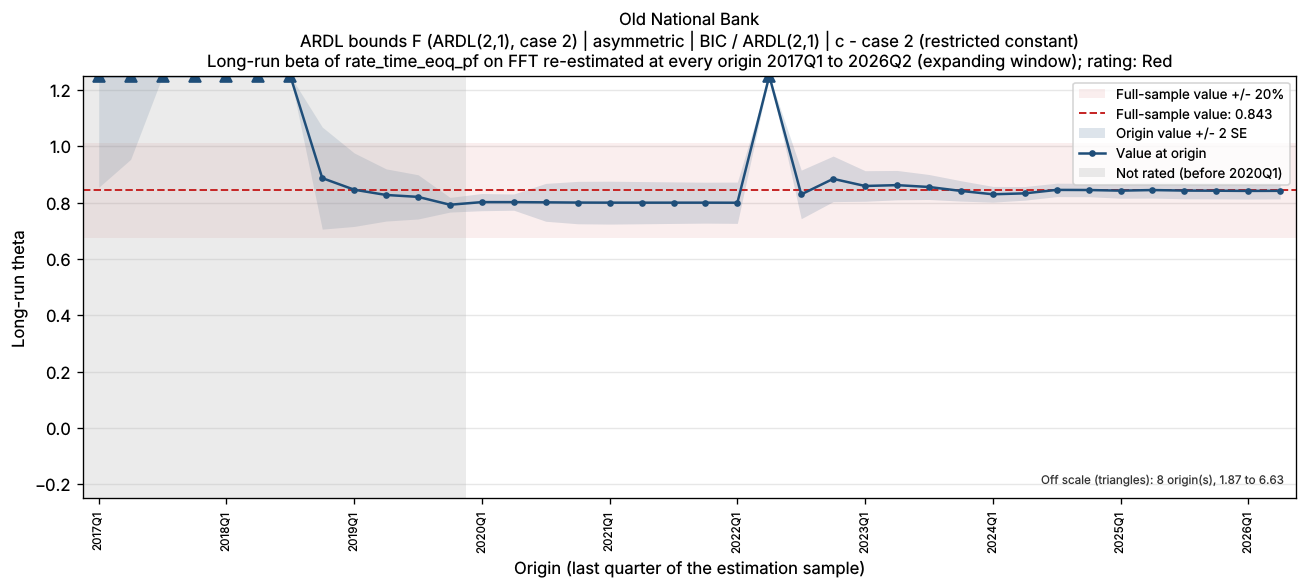 Old National Bank
ARDL bounds F (ARDL(2,1), case 2) | asymmetric | BIC / ARDL(2,1) | c - case 2 (restricted constant)
Long-run beta of rate_time_eoq_pf on FFT re-estimated at every origin 2017Q1 to 2026Q2 (expanding window); rating: Red
Full-sample value +/- 20%
Full-sample value: 0.843
Origin value +/- 2 SE
Value at origin
Not rated (before 2020Q1)
Long-run theta
1.2
1.0
0.8
0.6
0.4
0.2
0.0
−0.2
Off scale (triangles): 8 origin(s), 1.87 to 6.63
2017Q1
2018Q1
2019Q1
2020Q1
2021Q1
2022Q1
2023Q1
2024Q1
2025Q1
2026Q1
Origin (last quarter of the estimation sample)